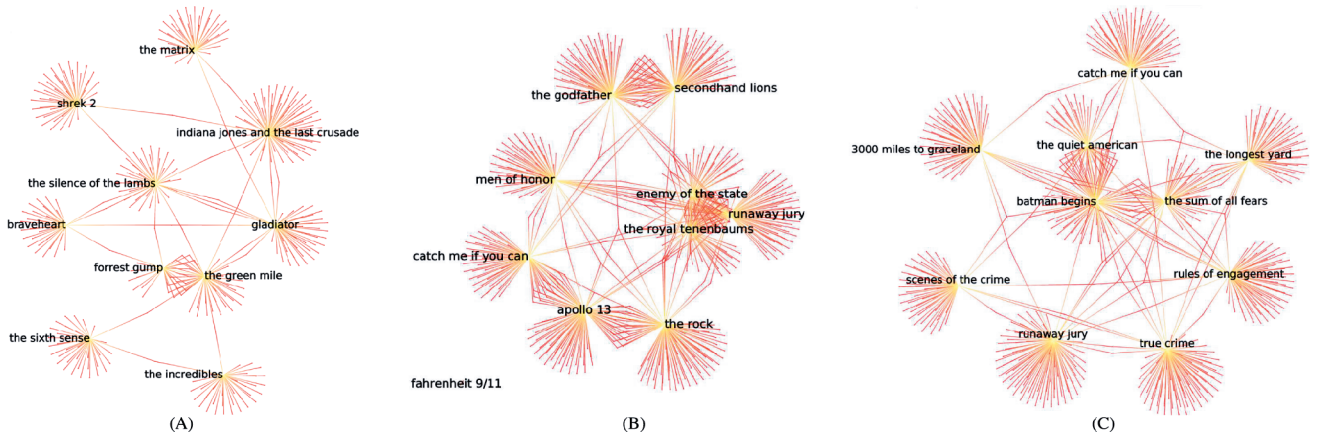 the matrix
shrek 2
indiana jones and the last crusade
the silence of the lambs
braveheart
gladiator
forrest gump
the green mile
the sixth sense
the incredibles
(A)
the godfather
secondhand lions
men of honor
enemy of the state
runaway jury
the royal tenenbaums
catch me if you can
apollo 13
the rock
fahrenheit 9/11
(B)
catch me if you can
3000 miles to graceland
the quiet american
the longest yard
batman begins
the sum of all fears
scenes of the crime
rules of engagement
runaway jury
true crime
(C)